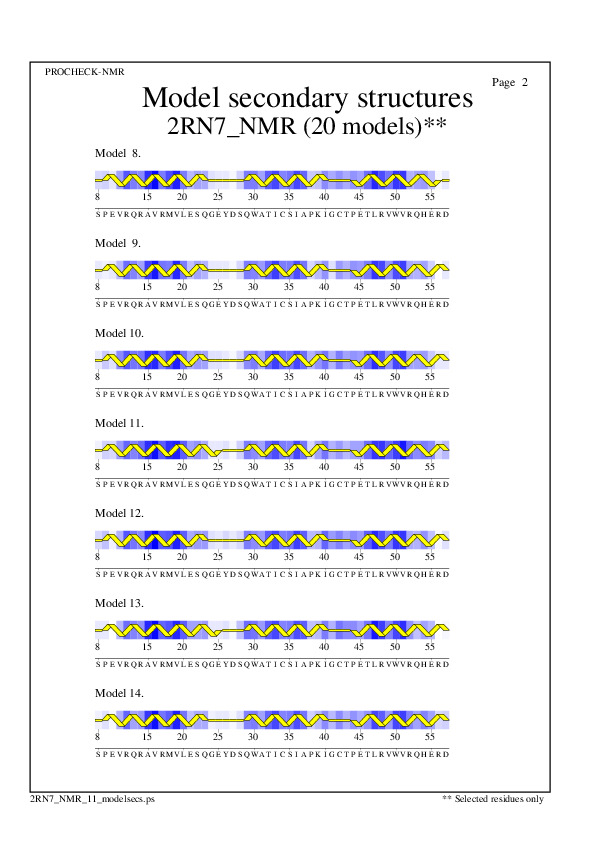 PROCHECK-NMR
Page 2
Model secondary structures
2RN7_NMR (20 models)**
Model 8.
8 15 20 25 30 35 40 45 50 55
S P E V R Q R A V R M V L E S Q G E Y D S Q W A T I C S I A P K I G C T P E T L R V W V R Q H E R D
Model 9.
8 15 20 25 30 35 40 45 50 55
S P E V R Q R A V R M V L E S Q G E Y D S Q W A T I C S I A P K I G C T P E T L R V W V R Q H E R D
Model 10.
8 15 20 25 30 35 40 45 50 55
S P E V R Q R A V R M V L E S Q G E Y D S Q W A T I C S I A P K I G C T P E T L R V W V R Q H E R D
Model 11.
8 15 20 25 30 35 40 45 50 55
S P E V R Q R A V R M V L E S Q G E Y D S Q W A T I C S I A P K I G C T P E T L R V W V R Q H E R D
Model 12.
8 15 20 25 30 35 40 45 50 55
S P E V R Q R A V R M V L E S Q G E Y D S Q W A T I C S I A P K I G C T P E T L R V W V R Q H E R D
Model 13.
8 15 20 25 30 35 40 45 50 55
S P E V R Q R A V R M V L E S Q G E Y D S Q W A T I C S I A P K I G C T P E T L R V W V R Q H E R D
Model 14.
8 15 20 25 30 35 40 45 50 55
S P E V R Q R A V R M V L E S Q G E Y D S Q W A T I C S I A P K I G C T P E T L R V W V R Q H E R D
2RN7_NMR_11_modelsecs.ps
** Selected residues only